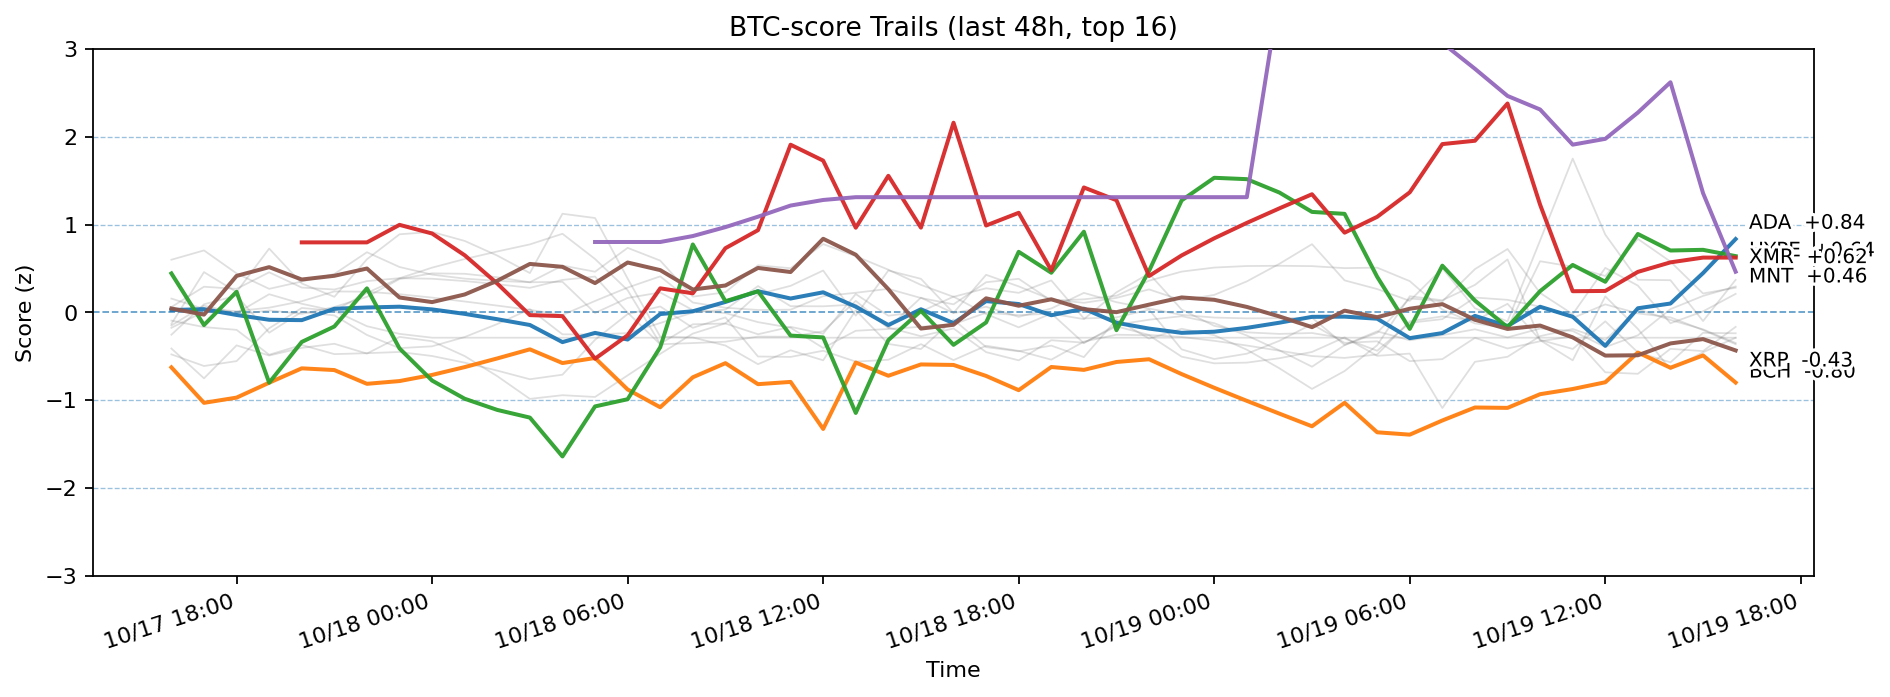 BTC-score Trails (last 48h, top 16)
Score (z)
3
2
1
0
−1
−2
−3
ADA +0.84
XMR +0.62
MNT +0.46
XRP -0.43
BCH -0.80
10/17 18:00
10/18 00:00
10/18 06:00
10/18 12:00
10/18 18:00
10/19 00:00
10/19 06:00
10/19 12:00
10/19 18:00
Time